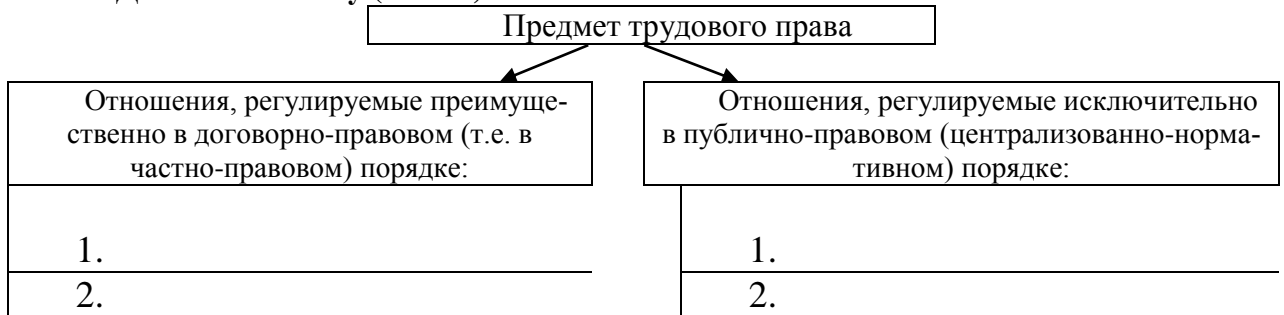 Предмет трудового права
Отношения, регулируемые преимуще-
ственно в договорно-правовом (т.е. в
частно-правовом) порядке:
1.
2.
Отношения, регулируемые исключительно
в публично-правовом (централизованно-норма-
тивном) порядке:
1.
2.